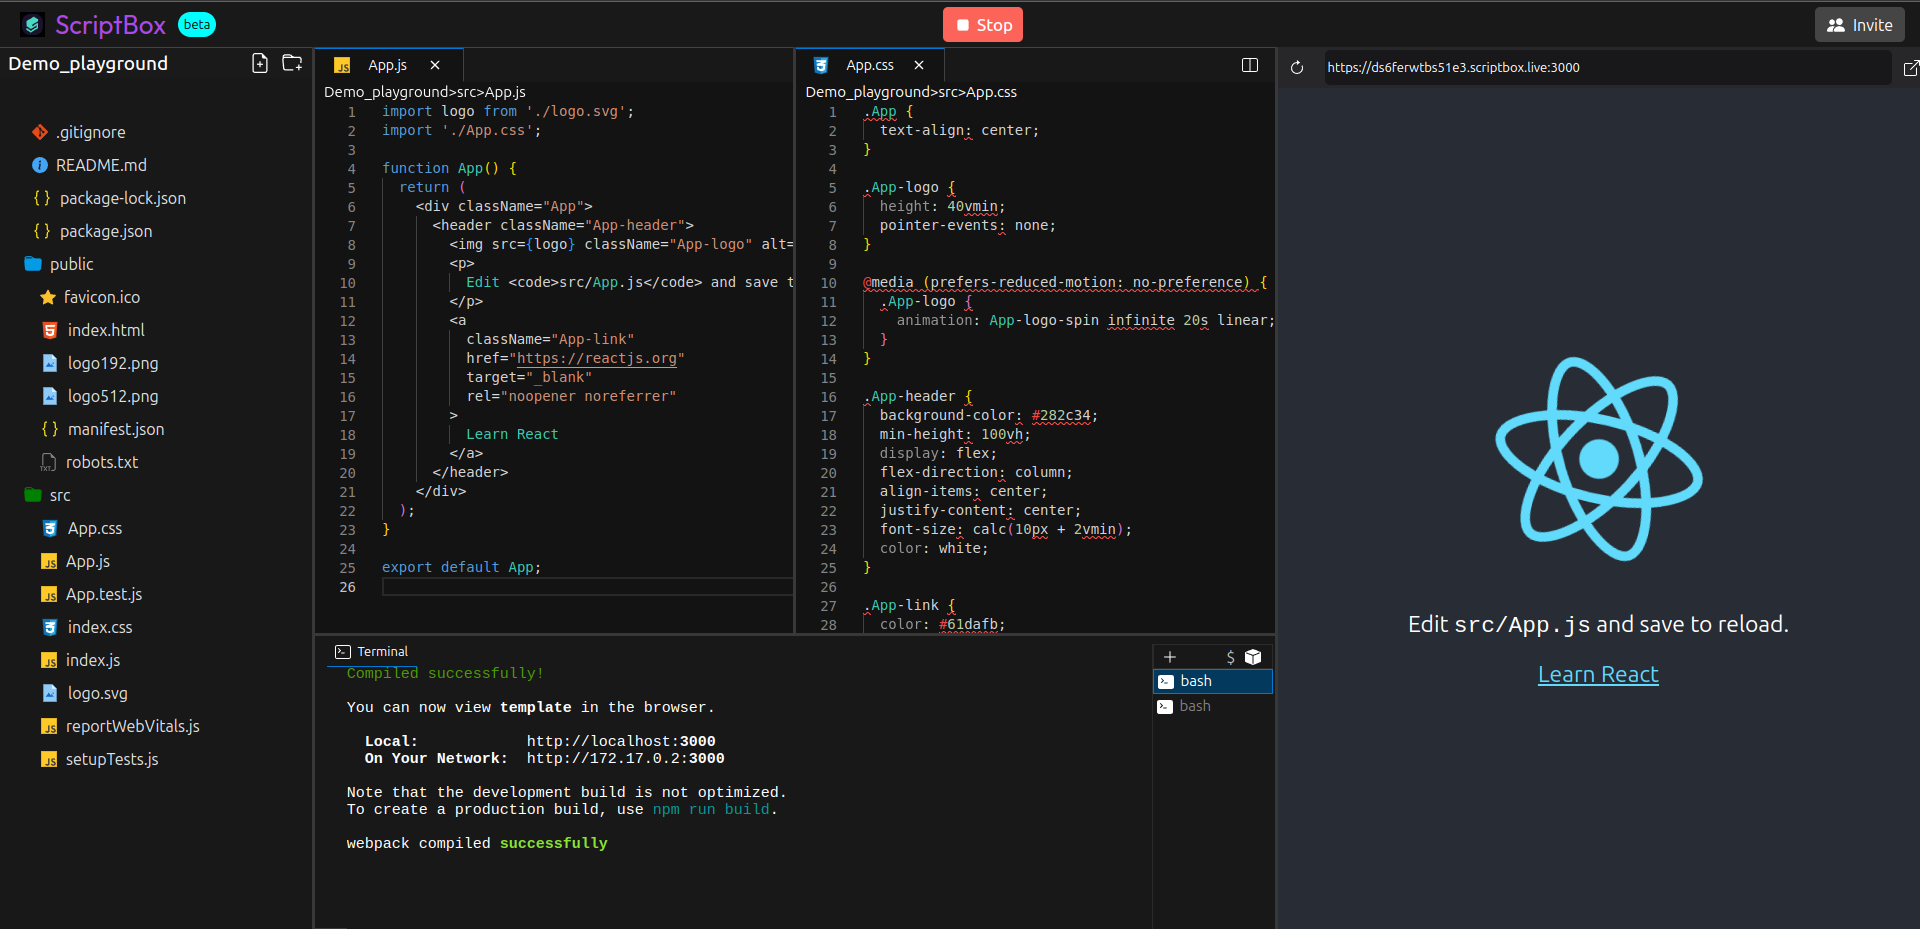 ScriptBox beta
Stop
Invite
Demo_playground
.gitignore
README.md
package-lock.json
package.json
public
favicon.ico
index.html
logo192.png
logo512.png
manifest.json
robots.txt
src
App.css
App.js
App.test.js
index.css
index.js
logo.svg
reportWebVitals.js
setupTests.js
App.js
Demo_playground>src>App.js
1 import logo from './logo.svg';
2 import './App.css';
3
4 function App() {
5 return (
6 <div className="App">
7 <header className="App-header">
8 <img src={logo} className="App-logo" alt=
9 <p>
10 Edit <code>src/App.js</code> and save t
11 </p>
12 <a
13 className="App-link"
14 href="https://reactjs.org"
15 target="_blank"
16 rel="noopener noreferrer"
17 >
18 Learn React
19 </a>
20 </header>
21 </div>
22 );
23 }
24
25 export default App;
26
App.css
Demo_playground>src>App.css
1 .App {
2 text-align: center;
3 }
4
5 .App-logo {
6 height: 40vmin;
7 pointer-events: none;
8 }
9
10 @media (prefers-reduced-motion: no-preference) {
11 .App-logo {
12 animation: App-logo-spin infinite 20s linear;
13 }
14 }
15
16 .App-header {
17 background-color: #282c34;
18 min-height: 100vh;
19 display: flex;
20 flex-direction: column;
21 align-items: center;
22 justify-content: center;
23 font-size: calc(10px + 2vmin);
24 color: white;
25 }
26
27 .App-link {
28 color: #61dafb;
Terminal
Compiled successfully!
You can now view template in the browser.
Local: http://localhost:3000
On Your Network: http://172.17.0.2:3000
Note that the development build is not optimized.
To create a production build, use npm run build.
webpack compiled successfully
+ $
bash
bash
https://ds6ferwtbs51e3.scriptbox.live:3000
Edit src/App.js and save to reload.
Learn React